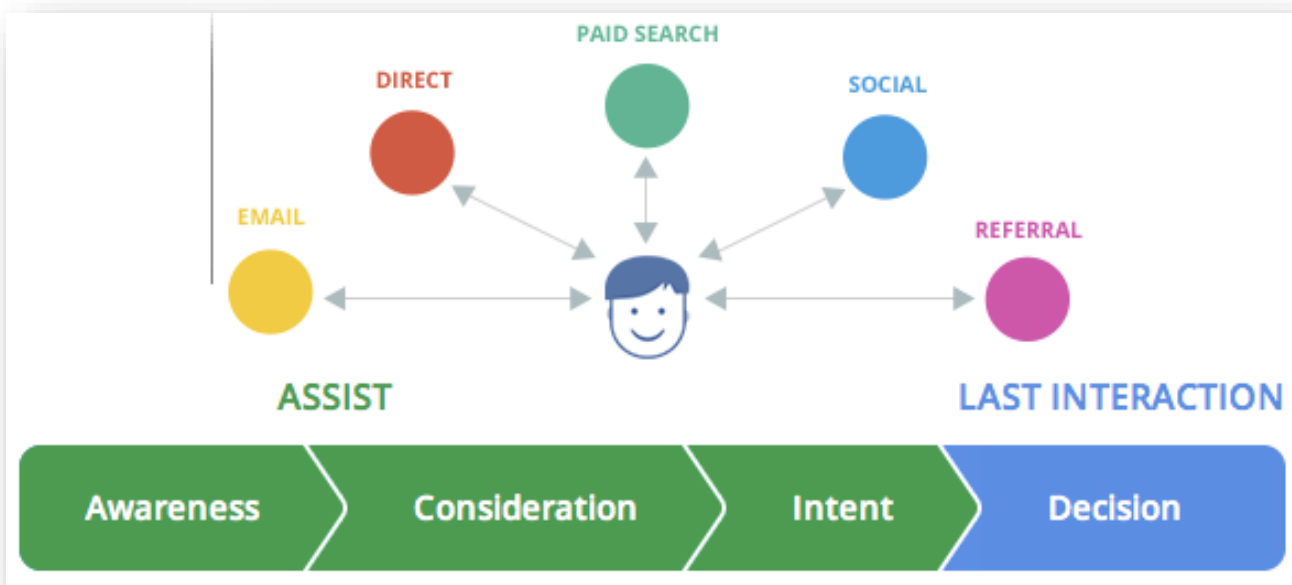 PAID SEARCH
DIRECT
SOCIAL
EMAIL
REFERRAL
ASSIST
LAST INTERACTION
Awareness
Consideration
Intent
Decision